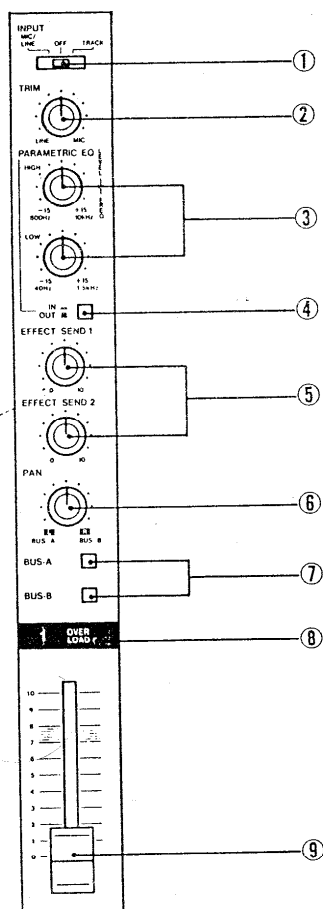 INPUT
MIC/ LINE OFF TRACK
①
TRIM
②
LINE MIC
PARAMETRIC EQ
HIGH
③
-15 +15
800Hz 10kHz
LOW
-15 +15
40Hz 1.5kHz
IN
OUT
④
EFFECT SEND 1
0 10
⑤
EFFECT SEND 2
0 10
PAN
⑥
L R
BUS A BUS B
BUS-A
⑦
BUS-B
1 OVER LOAD
⑧
10
9
8
7
6
5
4
3
2
1
0
⑨